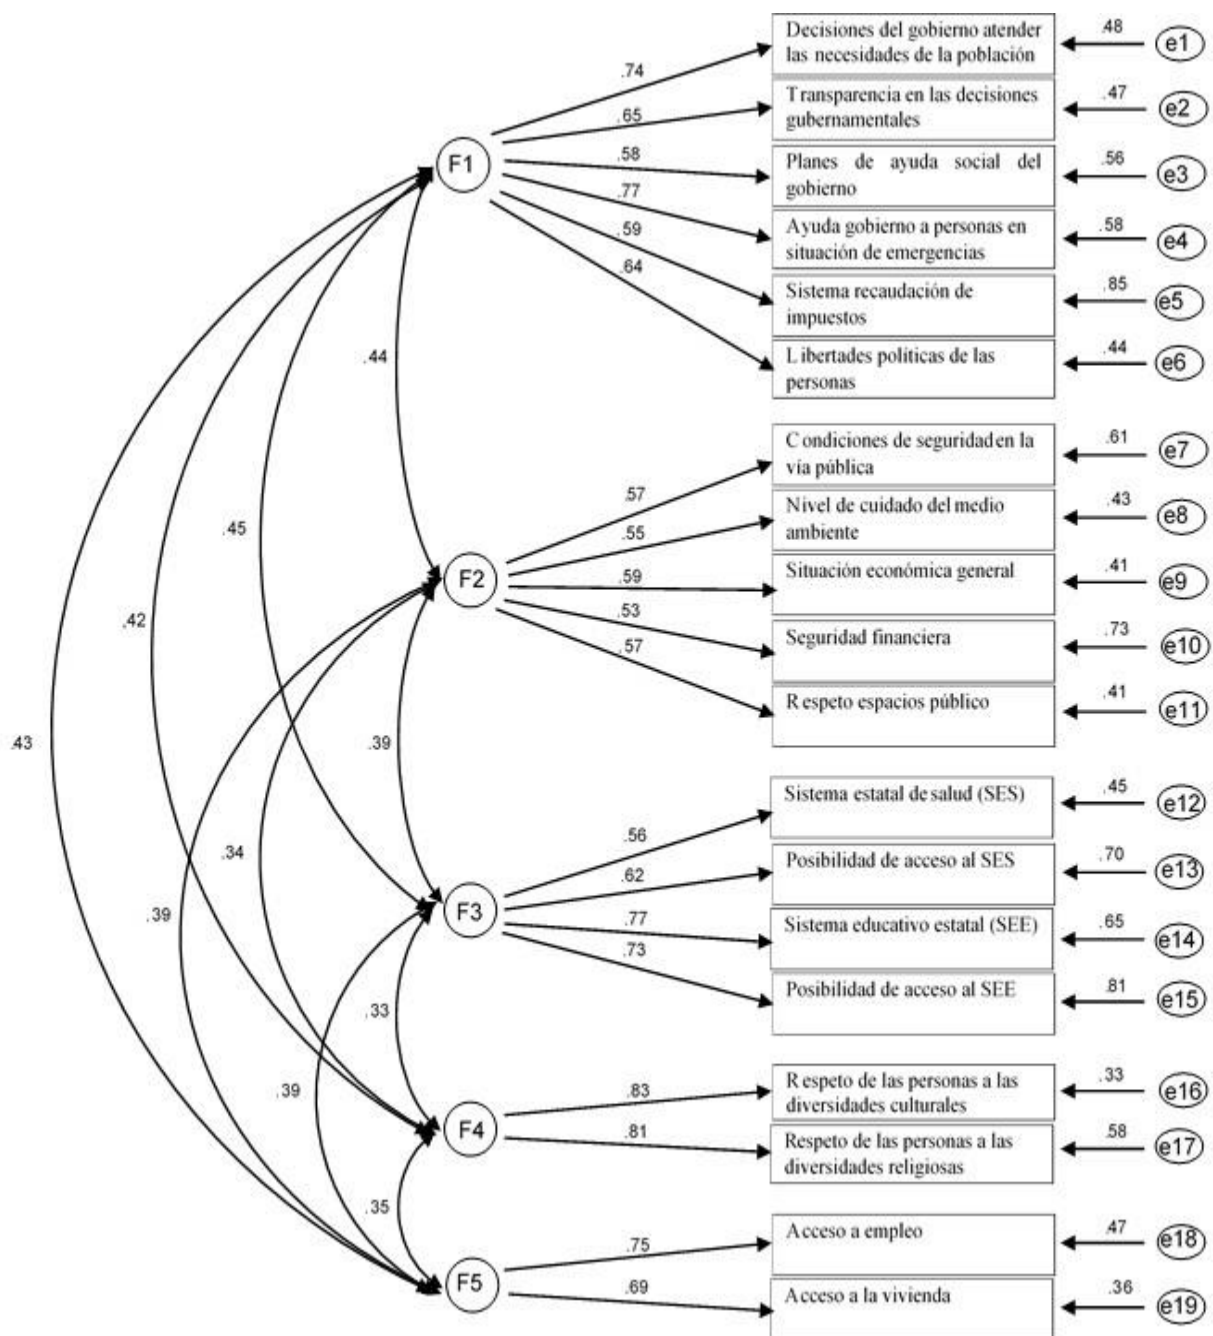 Decisiones del gobierno atender
las necesidades de la población
.48
e1
.74
Transparencia en las decisiones
gubernamentales
.47
e2
.65
F1
Planes de ayuda social del
gobierno
.56
e3
.58
Ayuda gobierno a personas en
situación de emergencias
.58
e4
.77
Sistema recaudación de
impuestos
.85
e5
.59
Libertades políticas de las
personas
.44
e6
.64
.44
Condiciones de seguridad en la
vía pública
.61
e7
.57
Nivel de cuidado del medio
ambiente
.43
e8
.55
.45
F2
Situación económica general
.41
e9
.59
.42
Seguridad financiera
.73
e10
.53
Respeto espacios público
.41
e11
.57
.43
.39
Sistema estatal de salud (SES)
.45
e12
.56
.34
Posibilidad de acceso al SES
.70
e13
.62
.39
F3
Sistema educativo estatal (SEE)
.65
e14
.77
Posibilidad de acceso al SEE
.81
e15
.73
.33
.39
Respeto de las personas a las
diversidades culturales
.33
e16
.83
F4
Respeto de las personas a las
diversidades religiosas
.58
e17
.81
.35
Acceso a empleo
.47
e18
.75
F5
Acceso a la vivienda
.36
e19
.69